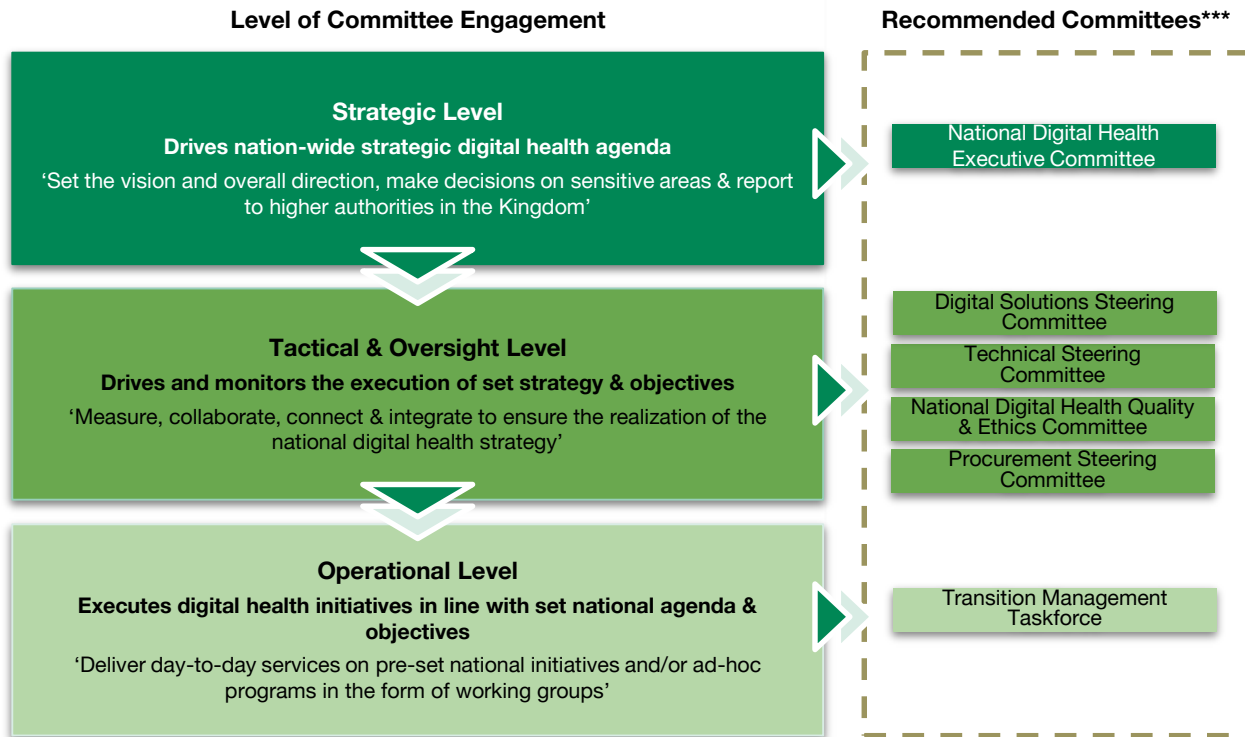 Level of Committee Engagement
Recommended Committees***
Strategic Level
Drives nation-wide strategic digital health agenda
‘Set the vision and overall direction, make decisions on sensitive areas & report
to higher authorities in the Kingdom’
National Digital Health
Executive Committee
Tactical & Oversight Level
Drives and monitors the execution of set strategy & objectives
‘Measure, collaborate, connect & integrate to ensure the realization of the
national digital health strategy’
Digital Solutions Steering
Committee
Technical Steering
Committee
National Digital Health Quality
& Ethics Committee
Procurement Steering
Committee
Operational Level
Executes digital health initiatives in line with set national agenda &
objectives
‘Deliver day-to-day services on pre-set national initiatives and/or ad-hoc
programs in the form of working groups’
Transition Management
Taskforce